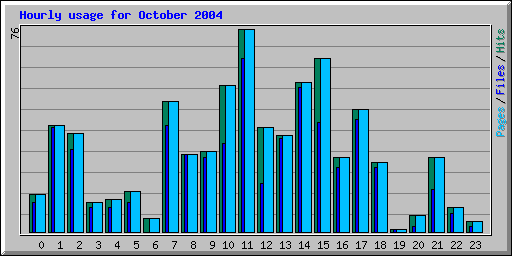 Hourly usage for October 2004
76
Pages / Files / Hits
0 1 2 3 4 5 6 7 8 9 10 11 12 13 14 15 16 17 18 19 20 21 22 23